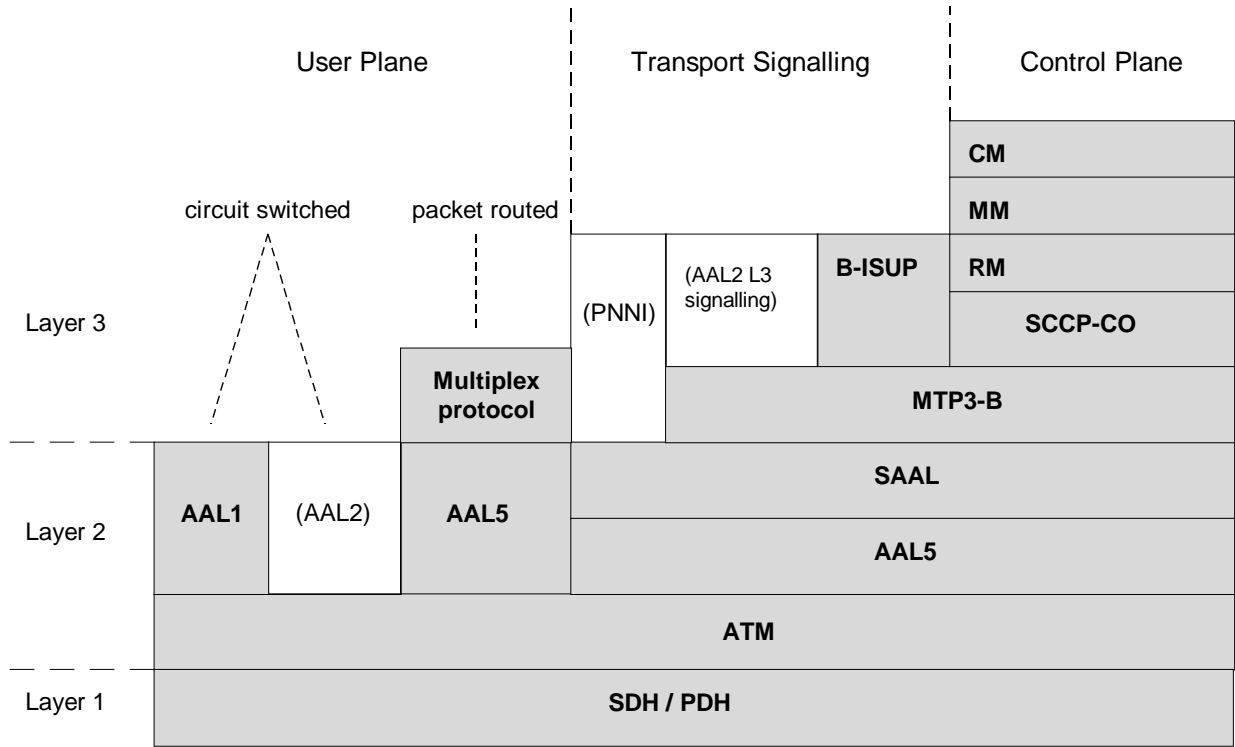 User Plane
Transport Signalling
Control Plane
CM
circuit switched
packet routed
MM
(PNNI)
(AAL2 L3
signalling)
B-ISUP
RM
Layer 3
SCCP-CO
Multiplex
protocol
MTP3-B
Layer 2
AAL1
(AAL2)
AAL5
SAAL
AAL5
ATM
Layer 1
SDH / PDH